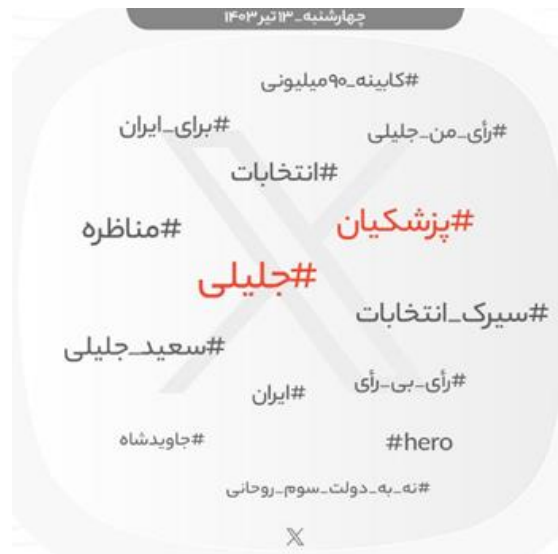 چهارشنبه_۱۳ تیر ۱۴۰۳
#کابینه_۹۰میلیونی
#رأی_من_جلیلی #برای_ایران
#انتخابات
#پزشکیان #مناظره
#جلیلی
#سیرک_انتخابات
#سعید_جلیلی
#رأی_بی_رأی #ایران
#hero #جاویدشاه
#نه_به_دولت_سوم_روحانی